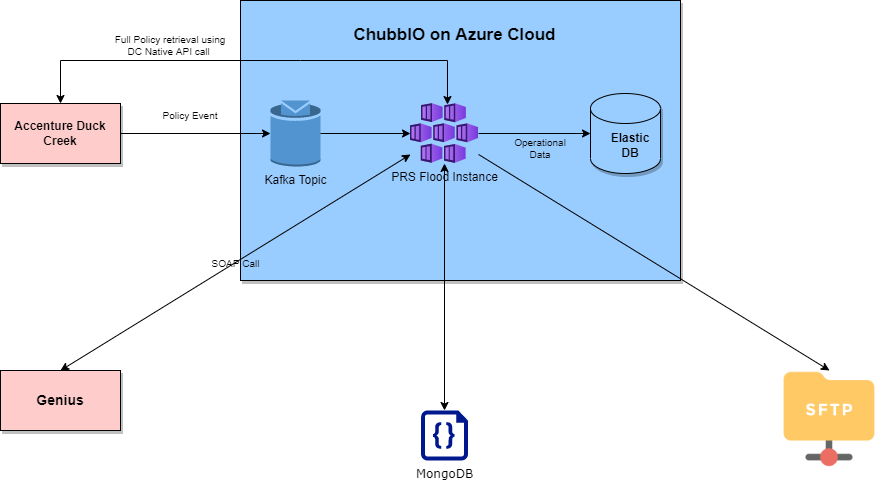 ChubbIO on Azure Cloud
Full Policy retrieval using
DC Native API call
Accenture Duck
Creek
Policy Event
Kafka Topic
PRS Flood Instance
Operational
Data
Elastic
DB
SOAP Call
Genius
MongoDB
SFTP